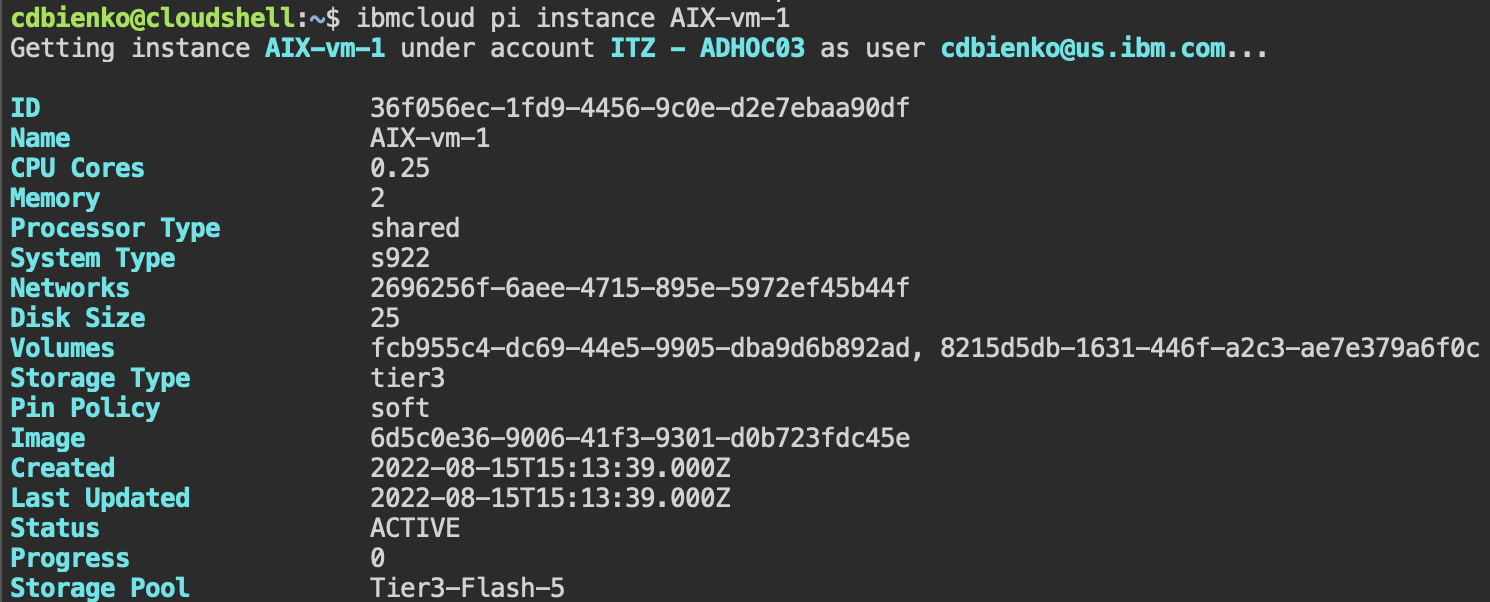 cdbienko@cloudshell:~$ ibmcloud pi instance AIX-vm-1
Getting instance AIX-vm-1 under account ITZ - ADHOC03 as user cdbienko@us.ibm.com...
ID 36f056ec-1fd9-4456-9c0e-d2e7ebaa90df
Name AIX-vm-1
CPU Cores 0.25
Memory 2
Processor Type shared
System Type s922
Networks 2696256f-6aee-4715-895e-5972ef45b44f
Disk Size 25
Volumes fcb955c4-dc69-44e5-9905-dba9d6b892ad, 8215d5db-1631-446f-a2c3-ae7e379a6f0c
Storage Type tier3
Pin Policy soft
Image 6d5c0e36-9006-41f3-9301-d0b723fdc45e
Created 2022-08-15T15:13:39.000Z
Last Updated 2022-08-15T15:13:39.000Z
Status ACTIVE
Progress 0
Storage Pool Tier3-Flash-5